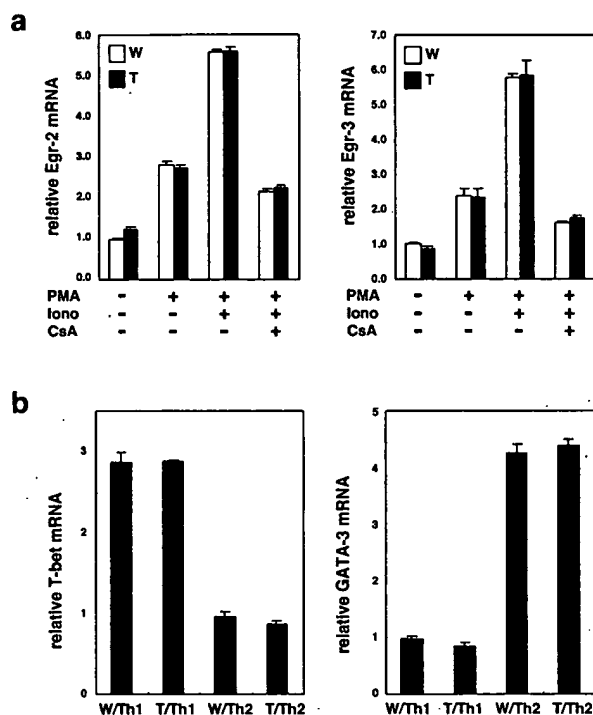 a
relative Egr-2 mRNA
6.0
5.0
4.0
3.0
2.0
1.0
0.0
W
T
PMA - + + +
Iono - - + +
CsA - - - +
relative Egr-3 mRNA
7.0
6.0
5.0
4.0
3.0
2.0
1.0
0.0
W
T
PMA - + + +
Iono - - + +
CsA - - - +
b
relative T-bet mRNA
3
2
1
0
W/Th1 T/Th1 W/Th2 T/Th2
relative GATA-3 mRNA
5
4
3
2
1
0
W/Th1 T/Th1 W/Th2 T/Th2